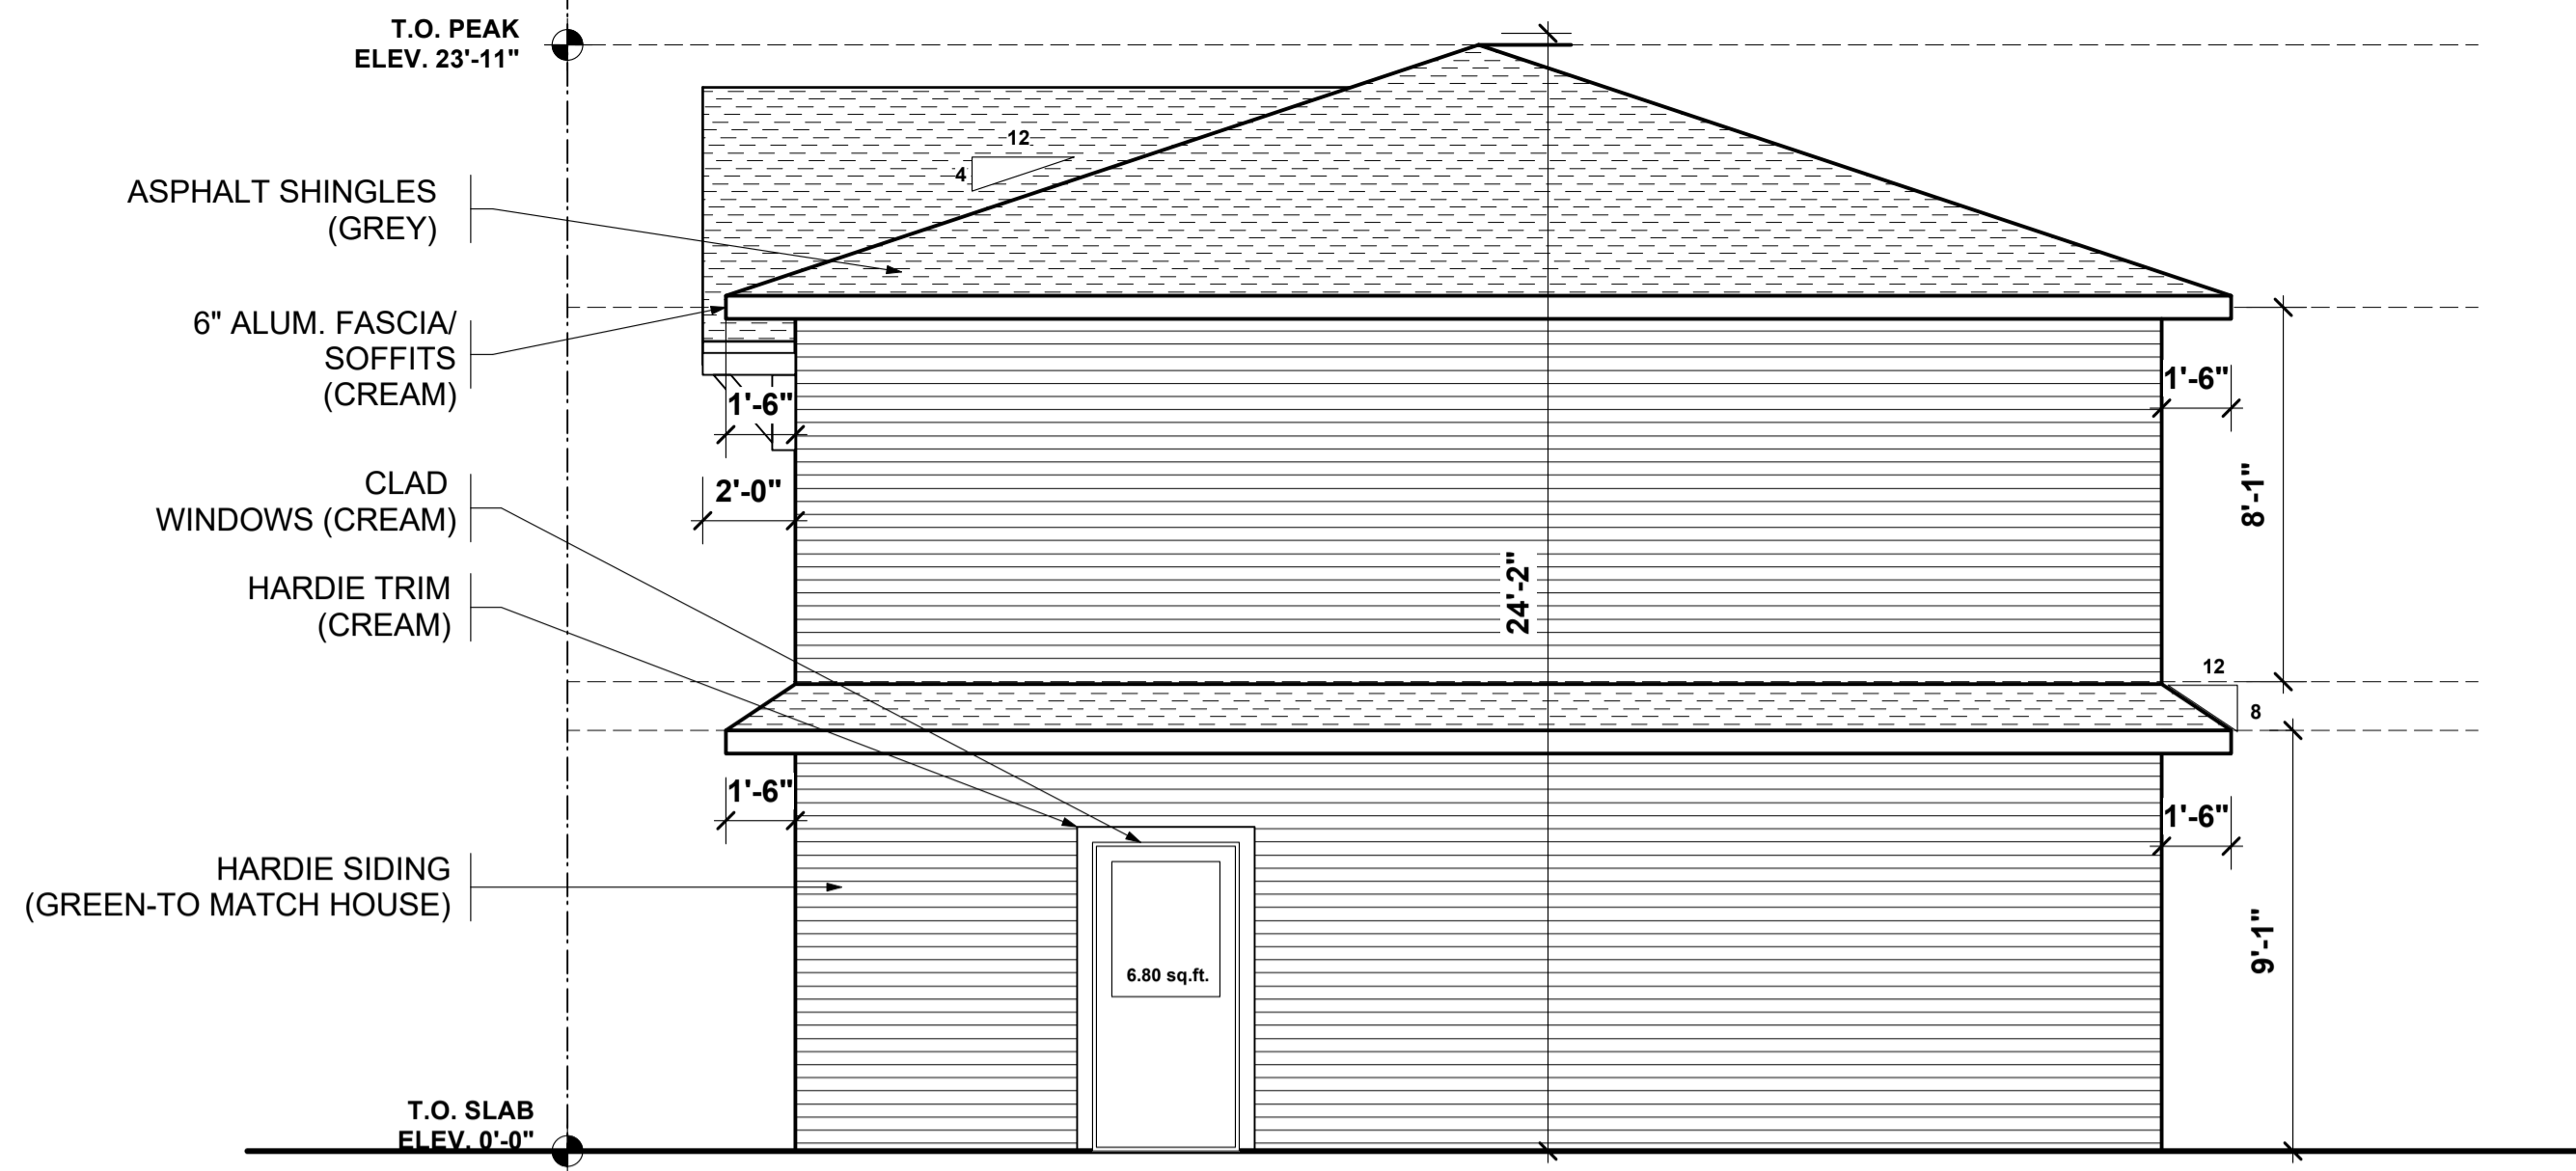 T.O. PEAK
ELEV. 23'-11"
12
4
ASPHALT SHINGLES
(GREY)
6" ALUM. FASCIA/
SOFFITS
(CREAM)
1'-6"
1'-6"
2'-0"
8'-1"
CLAD
WINDOWS (CREAM)
24'-2"
HARDIE TRIM
(CREAM)
12
8
1'-6"
1'-6"
HARDIE SIDING
(GREEN-TO MATCH HOUSE)
9'-1"
6.80 sq.ft.
T.O. SLAB
ELEV. 0'-0"